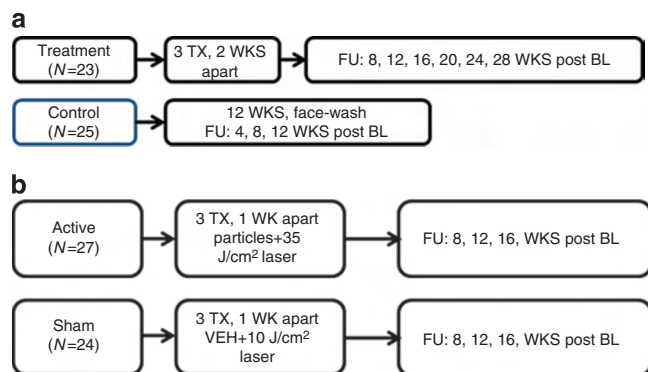 a
Treatment
(N=23)
3 TX, 2 WKS
apart
FU: 8, 12, 16, 20, 24, 28 WKS post BL
Control
(N=25)
12 WKS, face-wash
FU: 4, 8, 12 WKS post BL
b
Active
(N=27)
3 TX, 1 WK apart
particles+35
J/cm² laser
FU: 8, 12, 16, WKS post BL
Sham
(N=24)
3 TX, 1 WK apart
VEH+10 J/cm²
laser
FU: 8, 12, 16, WKS post BL